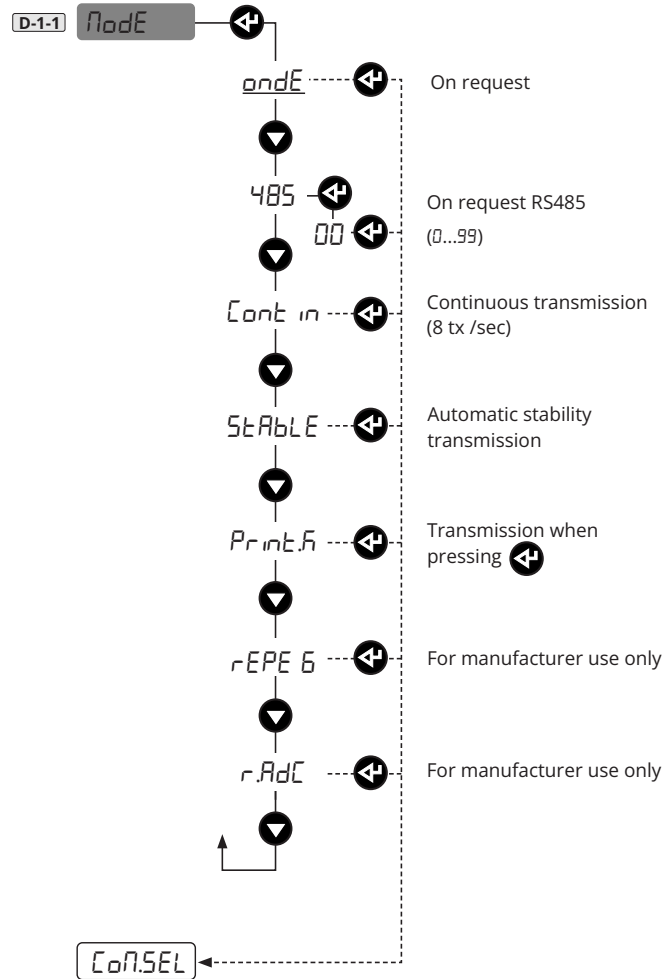 D-1-1 ModE
ondE On request
485 On request RS485
00 (0...99)
Contin Continuous transmission
(8 tx /sec)
StAbLE Automatic stability
transmission
Print.K Transmission when
pressing
rEPE 6 For manufacturer use only
r.AdC For manufacturer use only
CoM.SEL